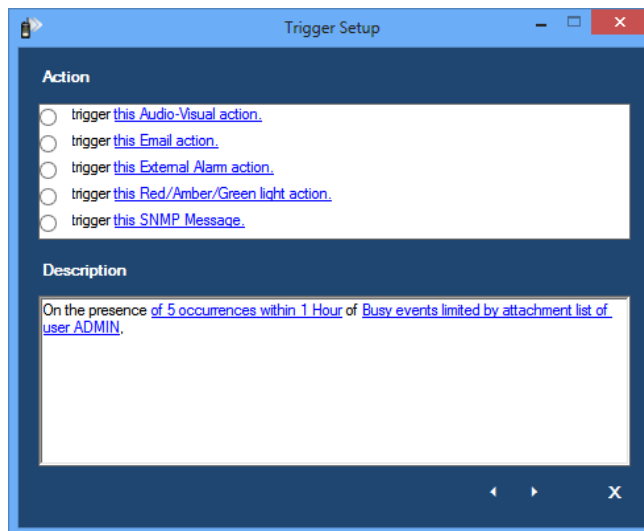 Trigger Setup
Action
trigger this Audio-Visual action.
trigger this Email action.
trigger this External Alarm action.
trigger this Red/Amber/Green light action.
trigger this SNMP Message.
Description
On the presence of 5 occurrences within 1 Hour of Busy events limited by attachment list of
user ADMIN,
X